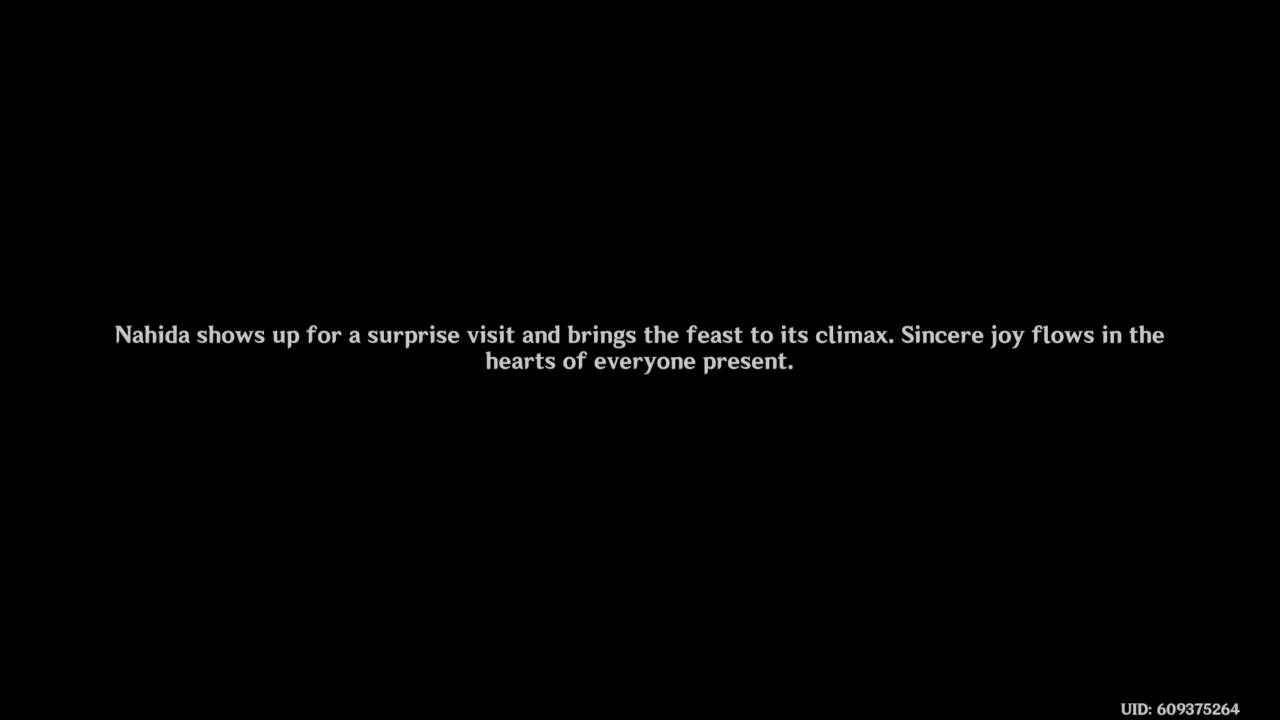 Nahida shows up for a surprise visit and brings the feast to its climax. Sincere joy flows in the
hearts of everyone present.
UID: 609375264